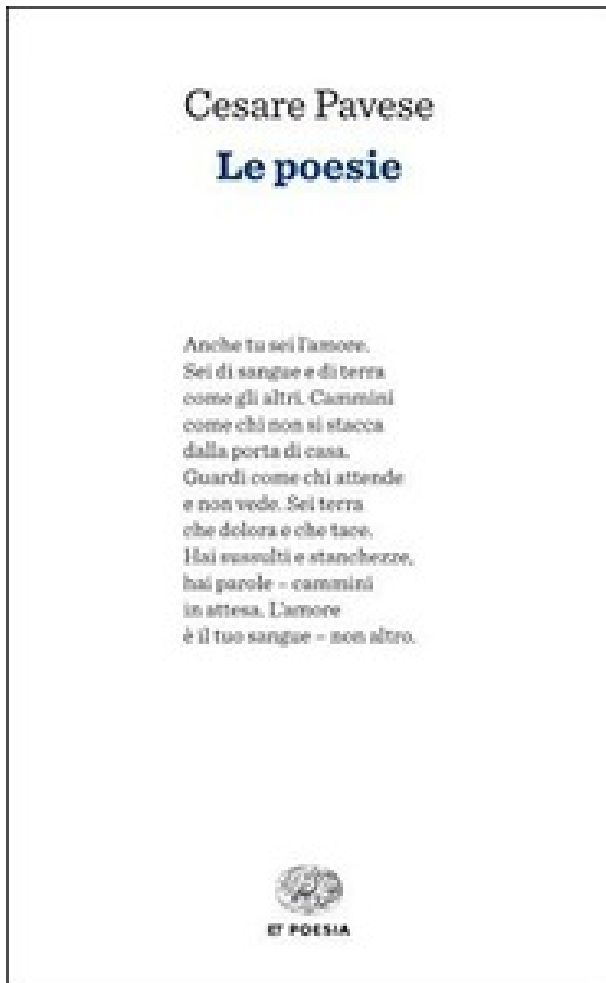 Cesare Pavese
Le poesie
Anche tu sei l'amore.
Sei di sangue e di terra
come gli altri. Cammini
come chi non si stacca
dalla porta di casa.
Guardi come chi attende
e non vede. Sei terra
che dolora e che tace.
Hai sussulti e stanchezze,
hai parole – cammini
in attesa. L'amore
è il tuo sangue – non altro.
ET POESIA